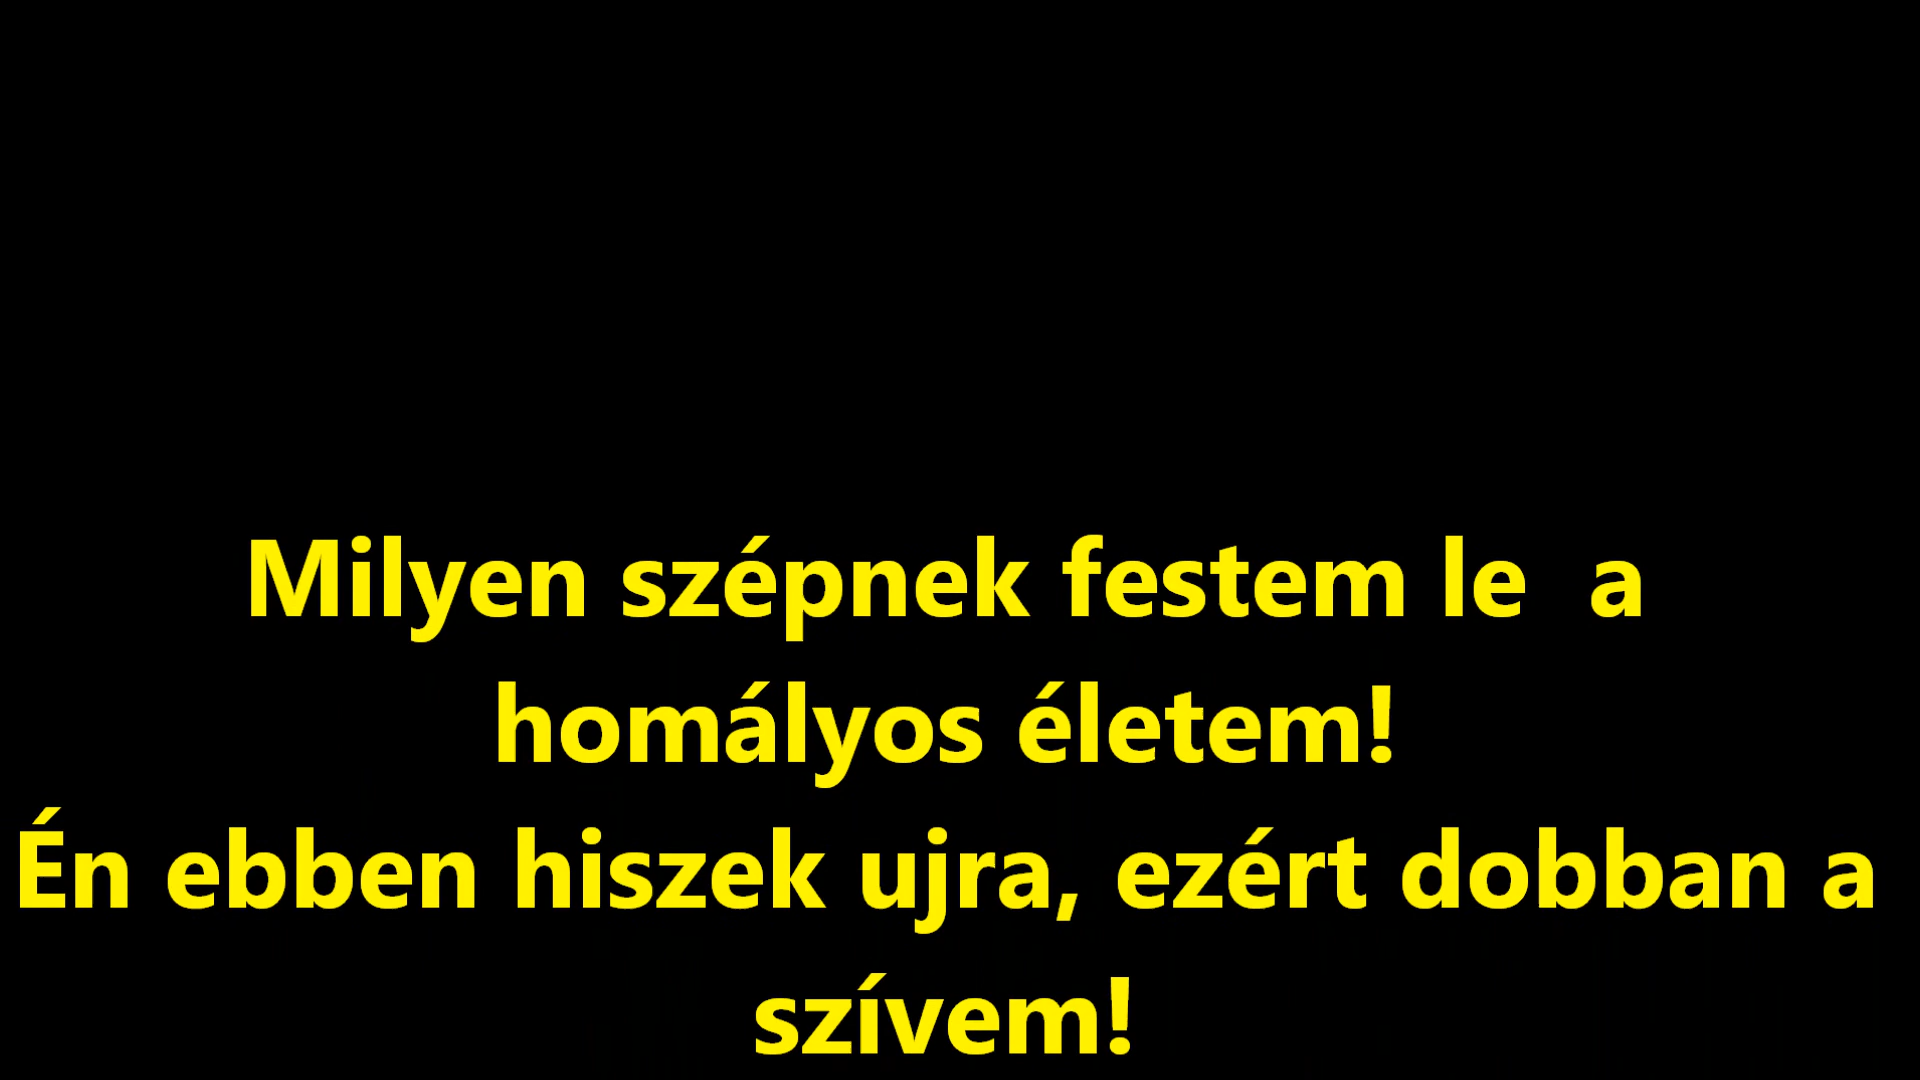 Milyen szépnek festem le  a
homályos életem!
Én ebben hiszek ujra, ezért dobban a
szívem!